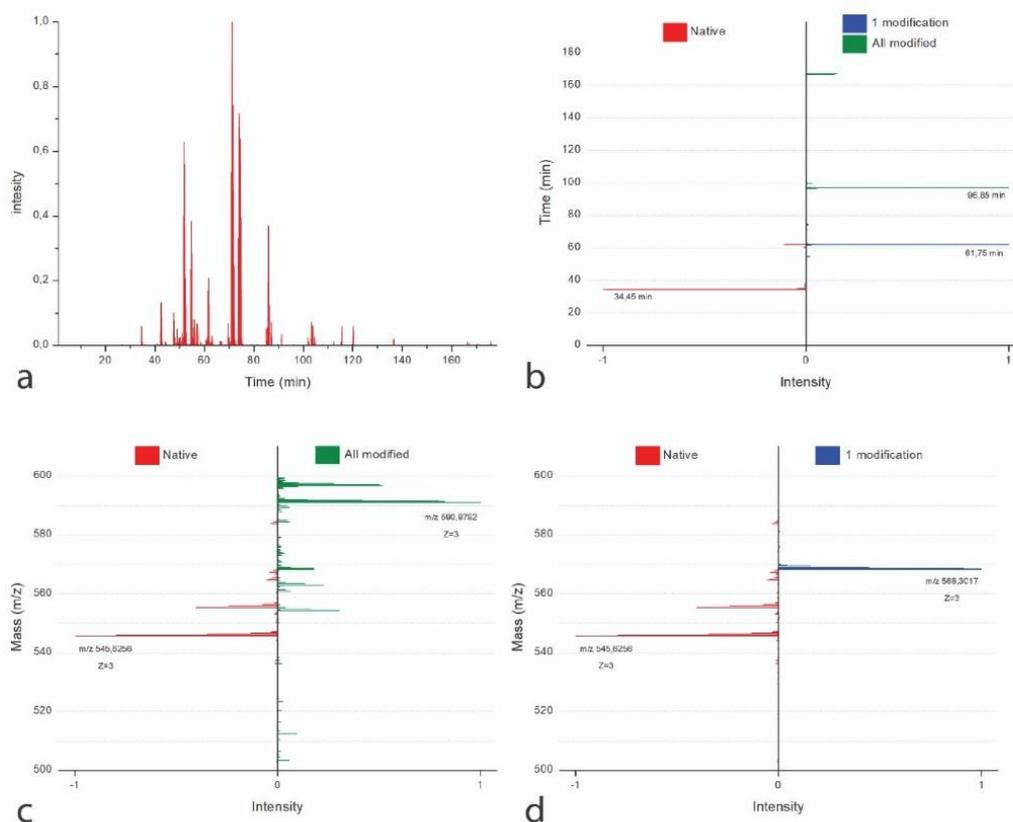 1,0
0,8
0,6
0,4
0,2
0,0
intesity
20 40 60 80 100 120 140 160
Time (min)
a
Native
1 modification
All modified
180
160
140
120
100
80
60
40
20
0
Time (min)
96,85 min
61,75 min
34,45 min
-1 0 1
Intensity
b
Native
All modified
600
580
560
540
520
500
Mass (m/z)
m/z 590,9782
Z=3
m/z 545,6256
Z=3
-1 0 1
Intensity
c
Native
1 modification
600
580
560
540
520
500
Mass (m/z)
m/z 568,3017
Z=3
m/z 545,6256
Z=3
-1 0 1
Intensity
d